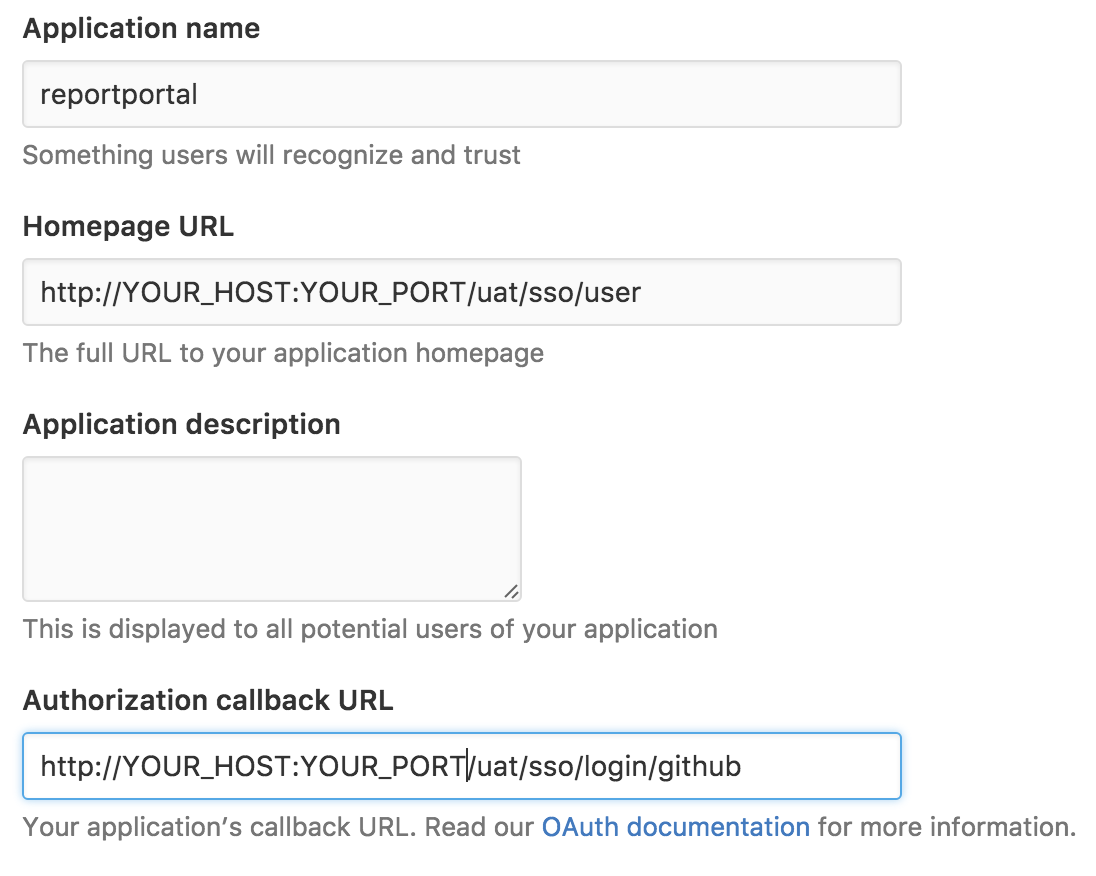 Application name
reportportal
Something users will recognize and trust
Homepage URL
http://YOUR_HOST:YOUR_PORT/uat/sso/user
The full URL to your application homepage
Application description
This is displayed to all potential users of your application
Authorization callback URL
http://YOUR_HOST:YOUR_PORT/uat/sso/login/github
Your application’s callback URL. Read our OAuth documentation for more information.